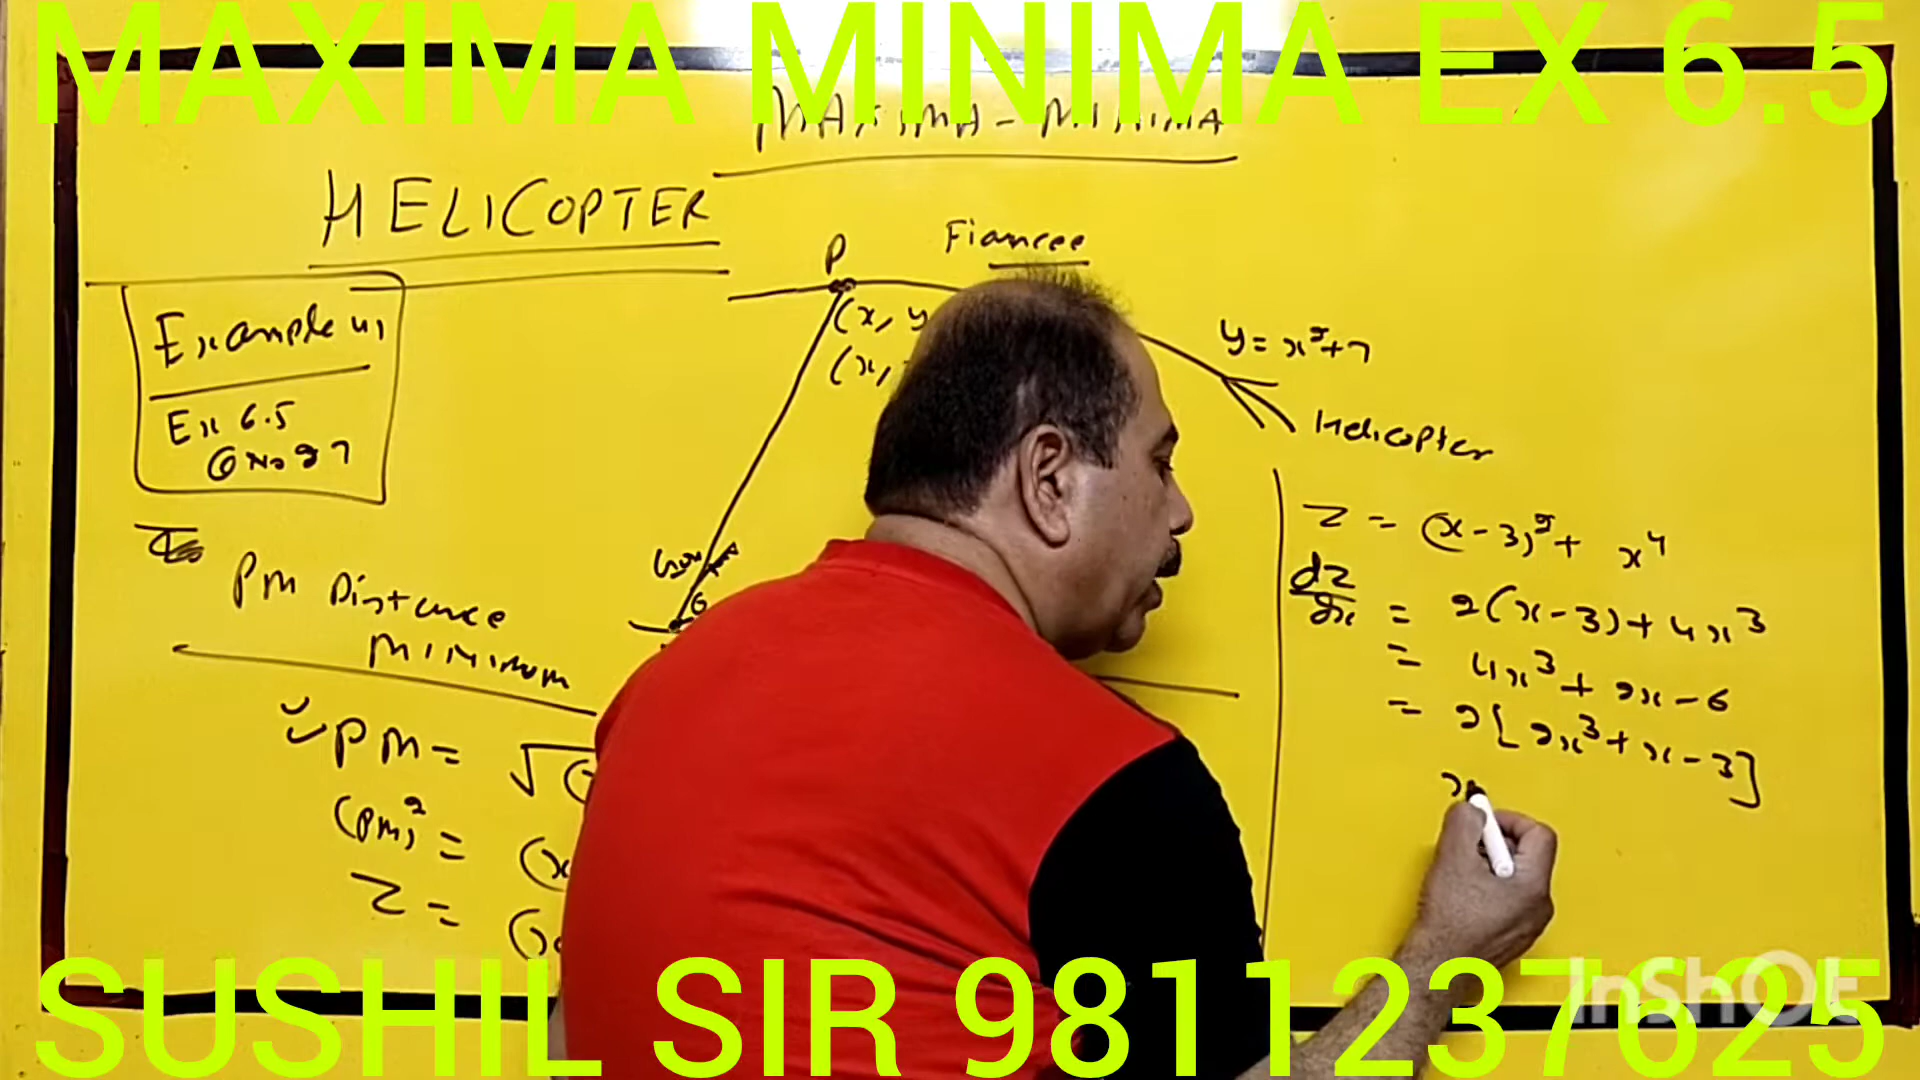 MAXIMA MINIMA EX 6.5
MAXIMA - MINIMA
HELICOPTER
Fiancee
P
(x, y
(x,
y = x²+7
Helicopter
Example 41
Ex 6.5
Q No 27
PM Distance
MINIMUM
PM = √(
(PM)² = (x
Z = (x
G
Z = (x-3)² + x⁴
dz/dx = 2(x-3) + 4x³
= 4x³ + 2x - 6
= 2[2x³ + x - 3]
x
SUSHIL SIR 9811237625
InShOt